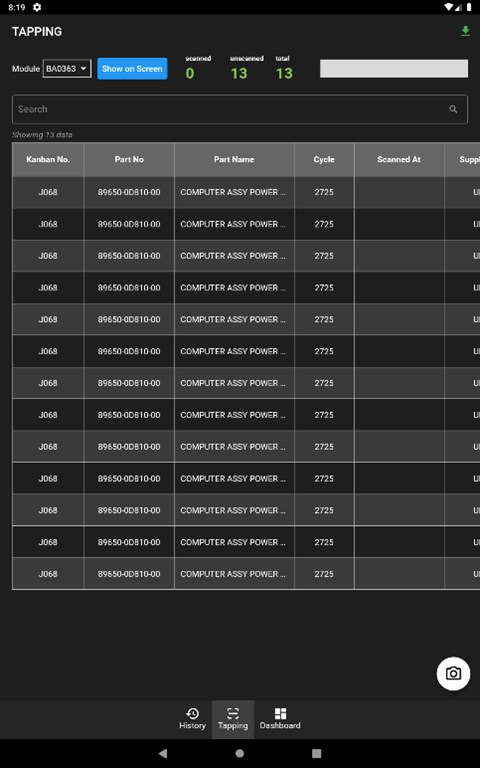 8:19
TAPPING
Module BA0363 Show on Screen
scanned unscanned total
0 13 13
Search
Showing 13 data
Kanban No. Part No Part Name Cycle Scanned At Suppl
J068 89650-0D810-00 COMPUTER ASSY POWER ... 2725 U
J068 89650-0D810-00 COMPUTER ASSY POWER ... 2725 U
J068 89650-0D810-00 COMPUTER ASSY POWER ... 2725 U
J068 89650-0D810-00 COMPUTER ASSY POWER ... 2725 U
J068 89650-0D810-00 COMPUTER ASSY POWER ... 2725 U
J068 89650-0D810-00 COMPUTER ASSY POWER ... 2725 U
J068 89650-0D810-00 COMPUTER ASSY POWER ... 2725 U
J068 89650-0D810-00 COMPUTER ASSY POWER ... 2725 U
J068 89650-0D810-00 COMPUTER ASSY POWER ... 2725 U
J068 89650-0D810-00 COMPUTER ASSY POWER ... 2725 U
J068 89650-0D810-00 COMPUTER ASSY POWER ... 2725 U
J068 89650-0D810-00 COMPUTER ASSY POWER ... 2725 U
J068 89650-0D810-00 COMPUTER ASSY POWER ... 2725 U
History Tapping Dashboard